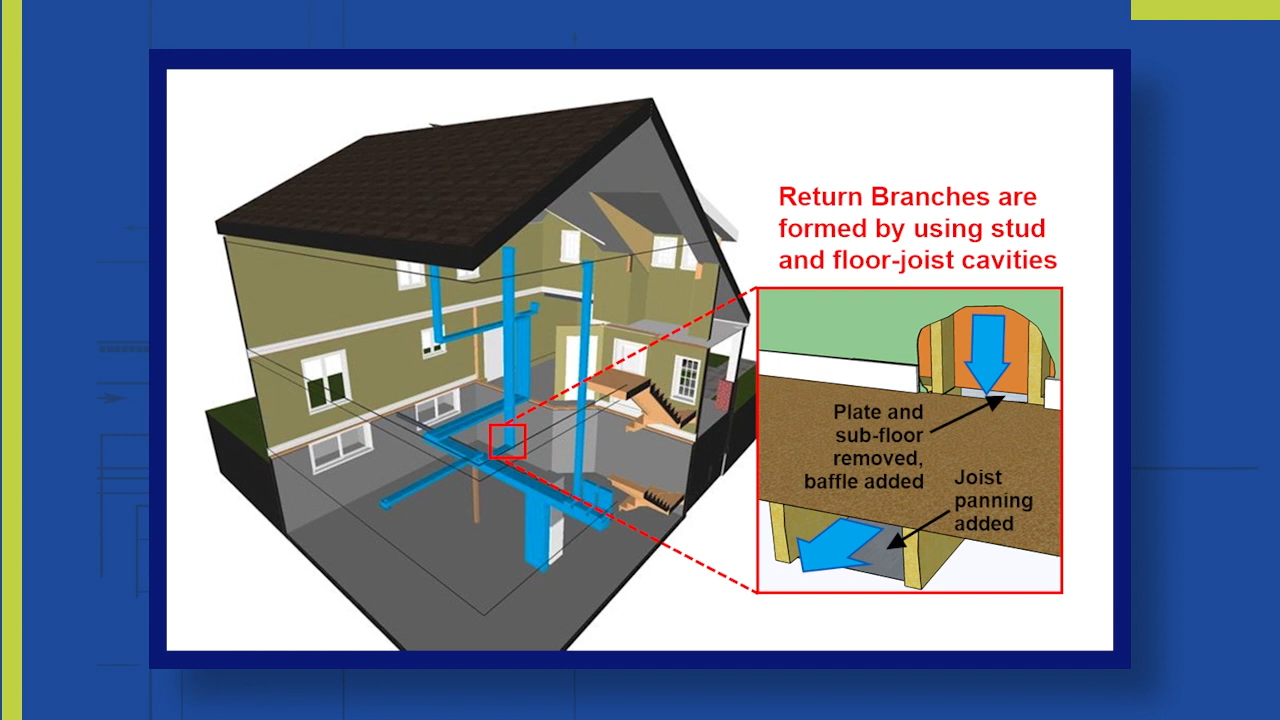 Return Branches are
formed by using stud
and floor-joist cavities
Plate and
sub-floor
removed,
baffle added
Joist
panning
added